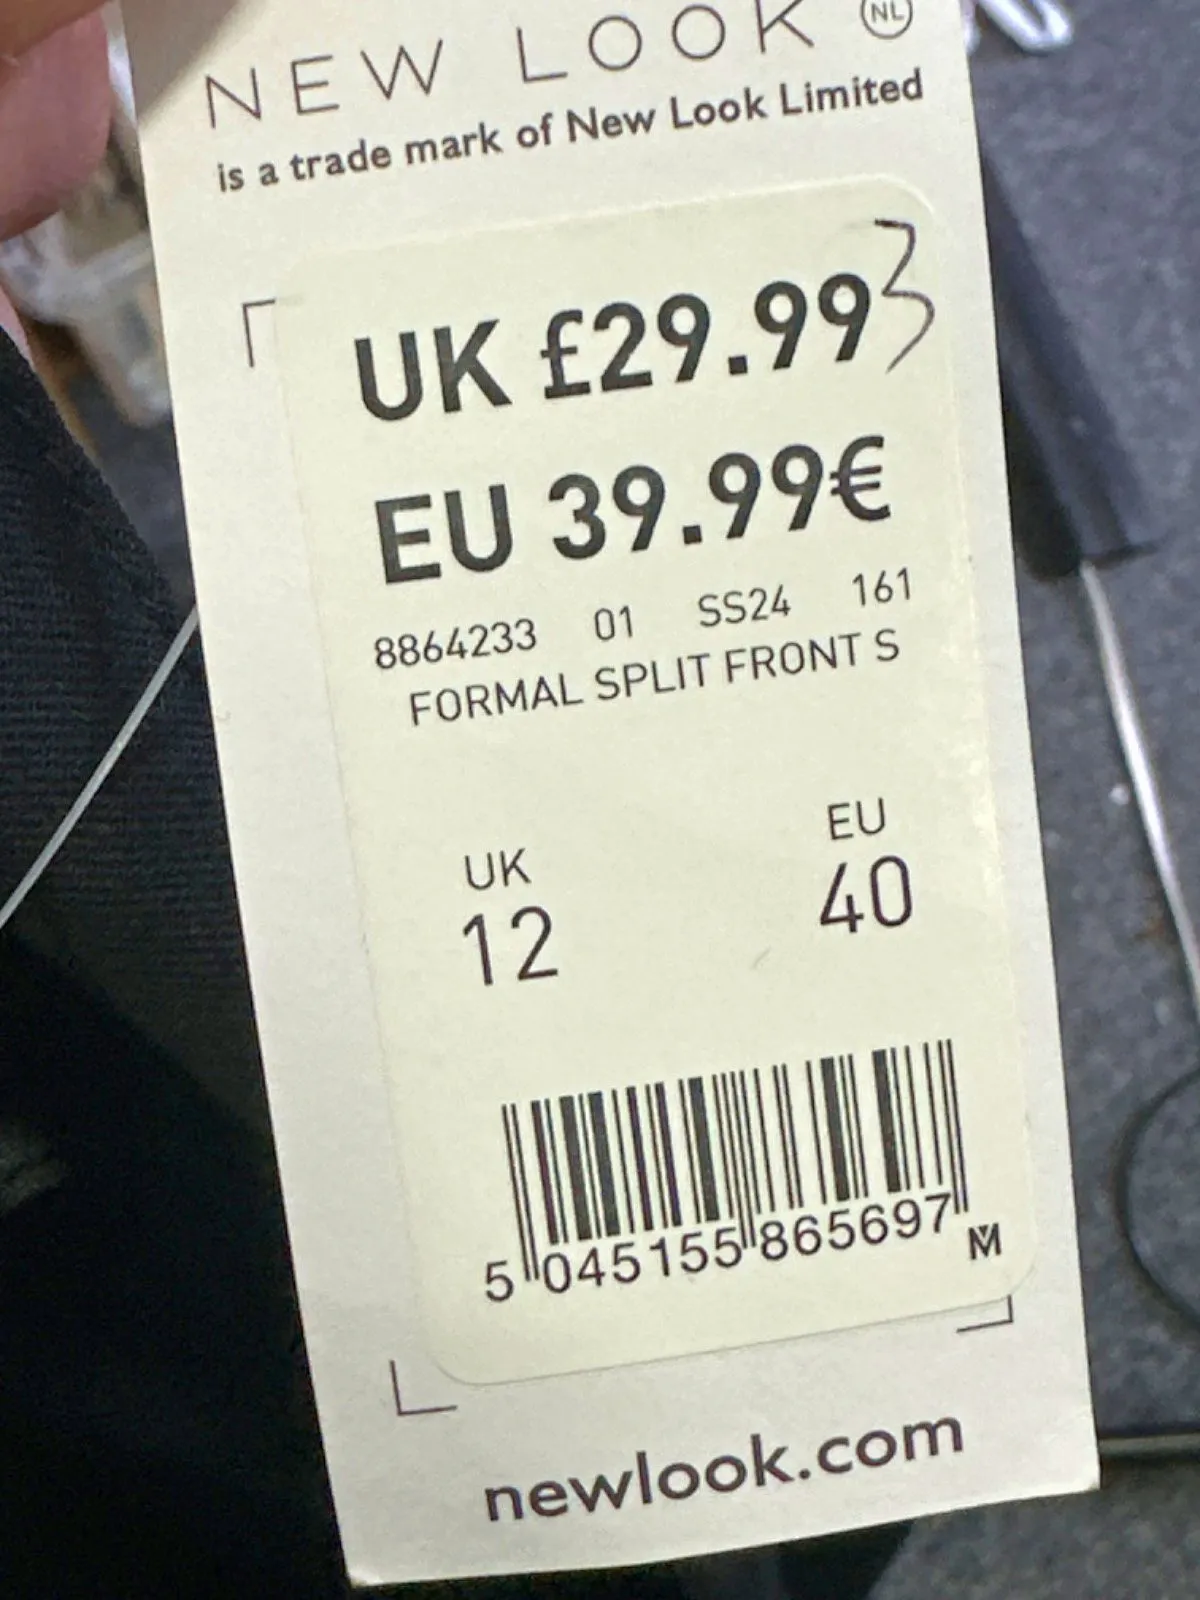 NEW LOOK NL
is a trade mark of New Look Limited
UK £29.99 3
EU 39.99€
8864233 01 SS24 161
FORMAL SPLIT FRONT S
UK EU
12 40
5 045155 865697
M
newlook.com